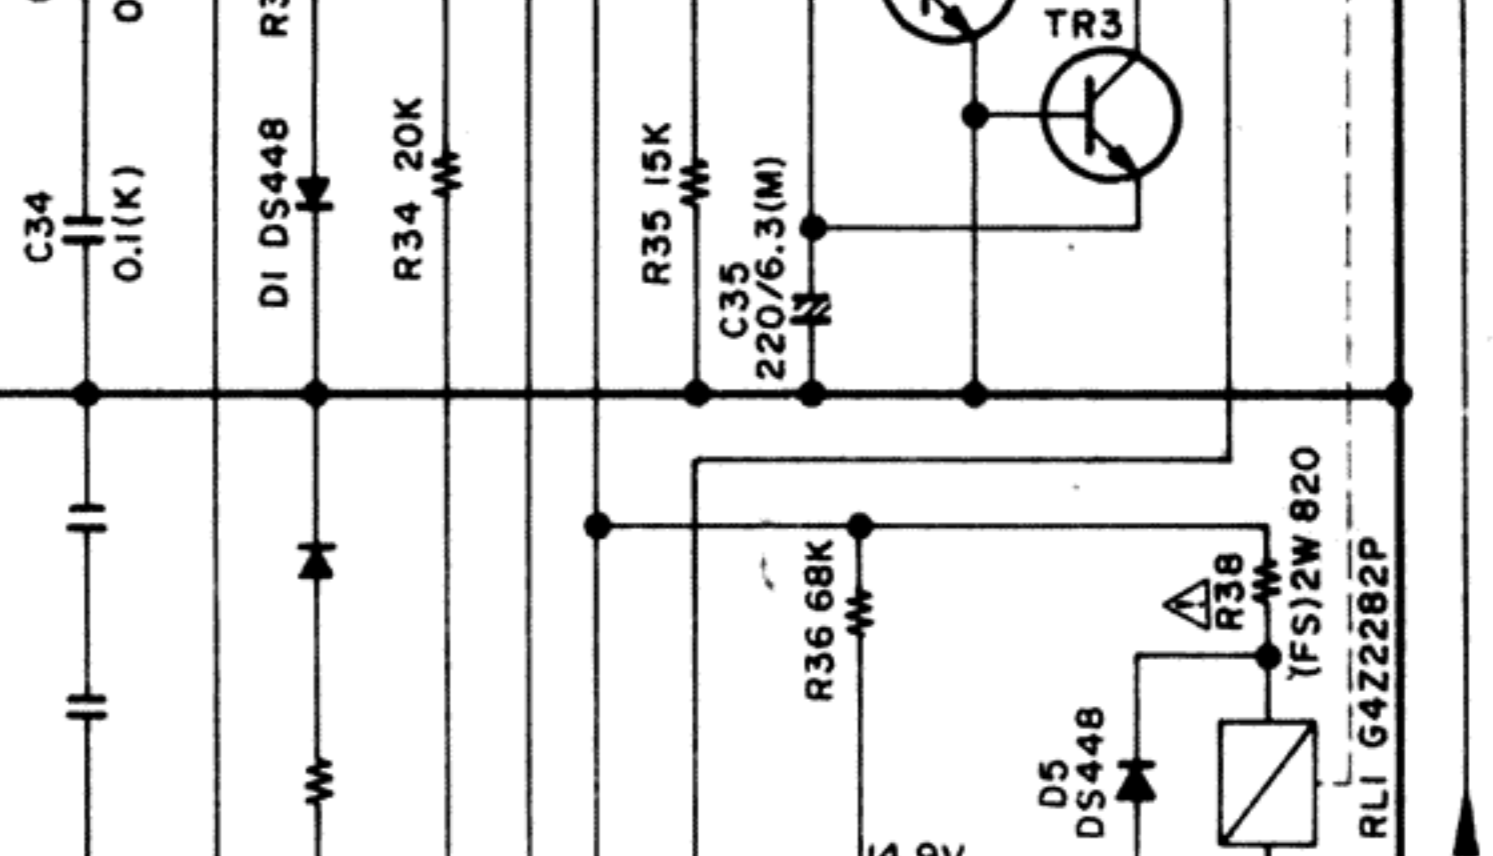 TR3
C34
0.1(K)
D1 DS448
R34 20K
R35 15K
C35
220/6.3(M)
R36 68K
R38
(FS)2W 820
D5
DS448
RL1 G4Z2282P